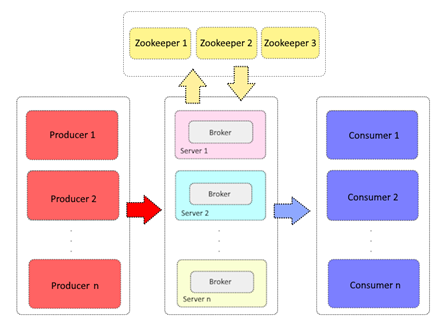 Zookeeper 1 Zookeeper 2 Zookeeper 3
Producer 1
Producer 2
Producer n
Broker
Server 1
Broker
Server 2
Broker
Server n
Consumer 1
Consumer 2
Consumer n